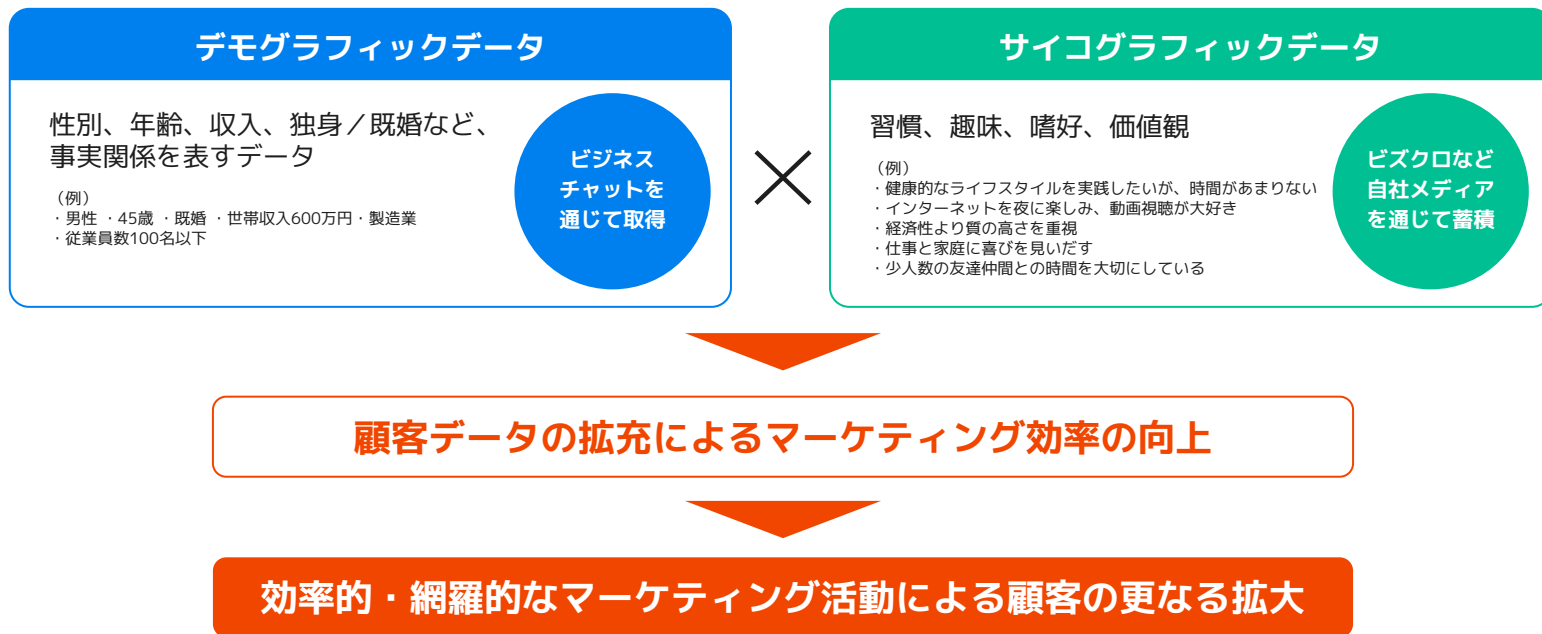 デモグラフィックデータ
性別、年齢、収入、独身／既婚など、
事実関係を表すデータ
（例）
・男性 ・45歳 ・既婚 ・世帯収入600万円・製造業
・従業員数100名以下
ビジネス
チャットを
通じて取得
×
サイコグラフィックデータ
習慣、趣味、嗜好、価値観
（例）
・健康的なライフスタイルを実践したいが、時間があまりない
・インターネットを夜に楽しみ、動画視聴が大好き
・経済性より質の高さを重視
・仕事と家庭に喜びを見いだす
・少人数の友達仲間との時間を大切にしている
ビズクロなど
自社メディア
を通じて蓄積
顧客データの拡充によるマーケティング効率の向上
効率的・網羅的なマーケティング活動による顧客の更なる拡大